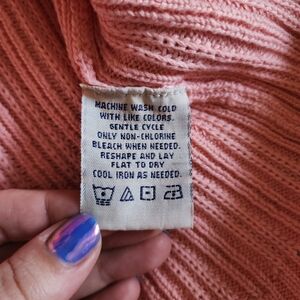 MACHINE WASH COLD
WITH LIKE COLORS.
GENTLE CYCLE
ONLY NON-CHLORINE
BLEACH WHEN NEEDED.
RESHAPE AND LAY
FLAT TO DRY
COOL IRON AS NEEDED.